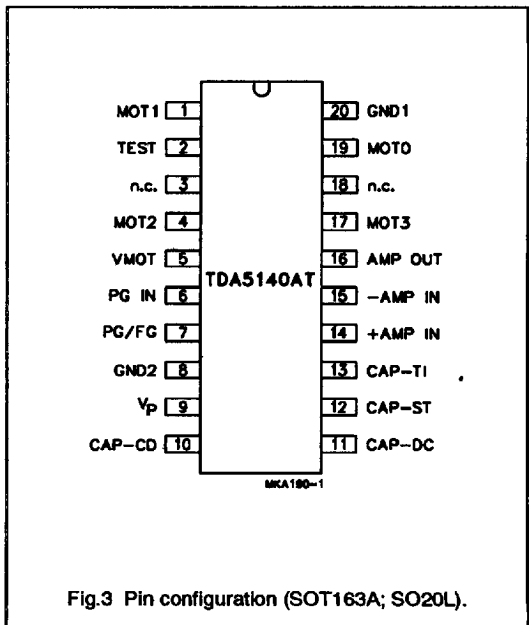 MOT1 1 20 GND1
TEST 2 19 MOT0
n.c. 3 18 n.c.
MOT2 4 17 MOT3
VMOT 5 16 AMP OUT
TDA5140AT
PG IN 6 15 -AMP IN
PG/FG 7 14 +AMP IN
GND2 8 13 CAP-TI
VP 9 12 CAP-ST
CAP-CD 10 11 CAP-DC
MKA190-1
Fig.3 Pin configuration (SOT163A; SO20L).